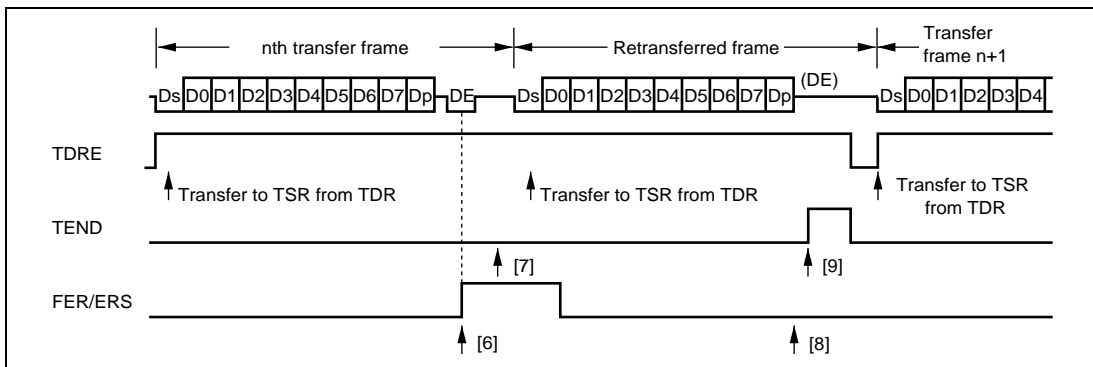 nth transfer frame
Retransferred frame
Transfer
frame n+1
Ds D0 D1 D2 D3 D4 D5 D6 D7 Dp DE Ds D0 D1 D2 D3 D4 D5 D6 D7 Dp (DE) Ds D0 D1 D2 D3 D4
TDRE
Transfer to TSR from TDR
Transfer to TSR from TDR
Transfer to TSR
from TDR
TEND
[7]
[9]
FER/ERS
[6]
[8]